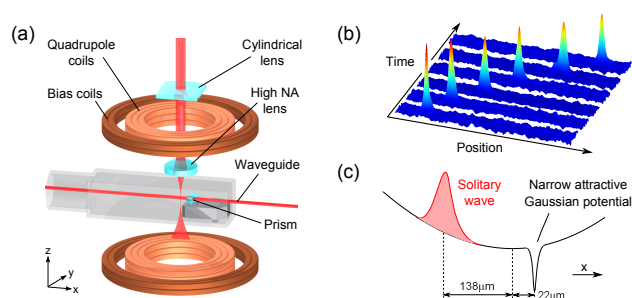 (a)
Quadrupole
coils
Bias coils
Cylindrical
lens
High NA
lens
Waveguide
Prism
z
y
x
(b)
Time
Position
(c)
Solitary
wave
Narrow attractive
Gaussian potential
x
138μm
22μm